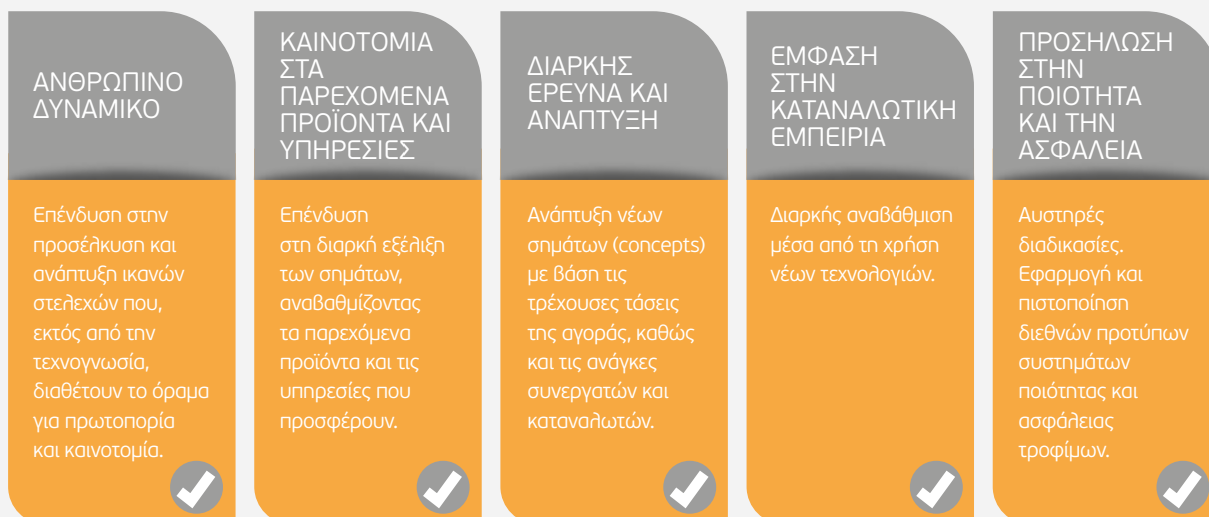 ΑΝΘΡΩΠΙΝΟ
ΔΥΝΑΜΙΚΟ
Επένδυση στην
προσέλκυση και
ανάπτυξη ικανών
στελεχών που,
εκτός από την
τεχνογνωσία,
διαθέτουν το όραμα
για πρωτοπορία
και καινοτομία.
ΚΑΙΝΟΤΟΜΙΑ
ΣΤΑ
ΠΑΡΕΧΟΜΕΝΑ
ΠΡΟΪΟΝΤΑ ΚΑΙ
ΥΠΗΡΕΣΙΕΣ
Επένδυση
στη διαρκή εξέλιξη
των σημάτων,
αναβαθμίζοντας
τα παρεχόμενα
προϊόντα και τις
υπηρεσίες που
προσφέρουν.
ΔΙΑΡΚΗΣ
ΕΡΕΥΝΑ ΚΑΙ
ΑΝΑΠΤΥΞΗ
Ανάπτυξη νέων
σημάτων (concepts)
με βάση τις
τρέχουσες τάσεις
της αγοράς, καθώς
και τις ανάγκες
συνεργατών και
καταναλωτών.
ΕΜΦΑΣΗ
ΣΤΗΝ
ΚΑΤΑΝΑΛΩΤΙΚΗ
ΕΜΠΕΙΡΙΑ
Διαρκής αναβάθμιση
μέσα από τη χρήση
νέων τεχνολογιών.
ΠΡΟΣΗΛΩΣΗ
ΣΤΗΝ
ΠΟΙΟΤΗΤΑ
ΚΑΙ ΤΗΝ
ΑΣΦΑΛΕΙΑ
Αυστηρές
διαδικασίες.
Εφαρμογή και
πιστοποίηση
διεθνών προτύπων
συστημάτων
ποιότητας και
ασφάλειας
τροφίμων.